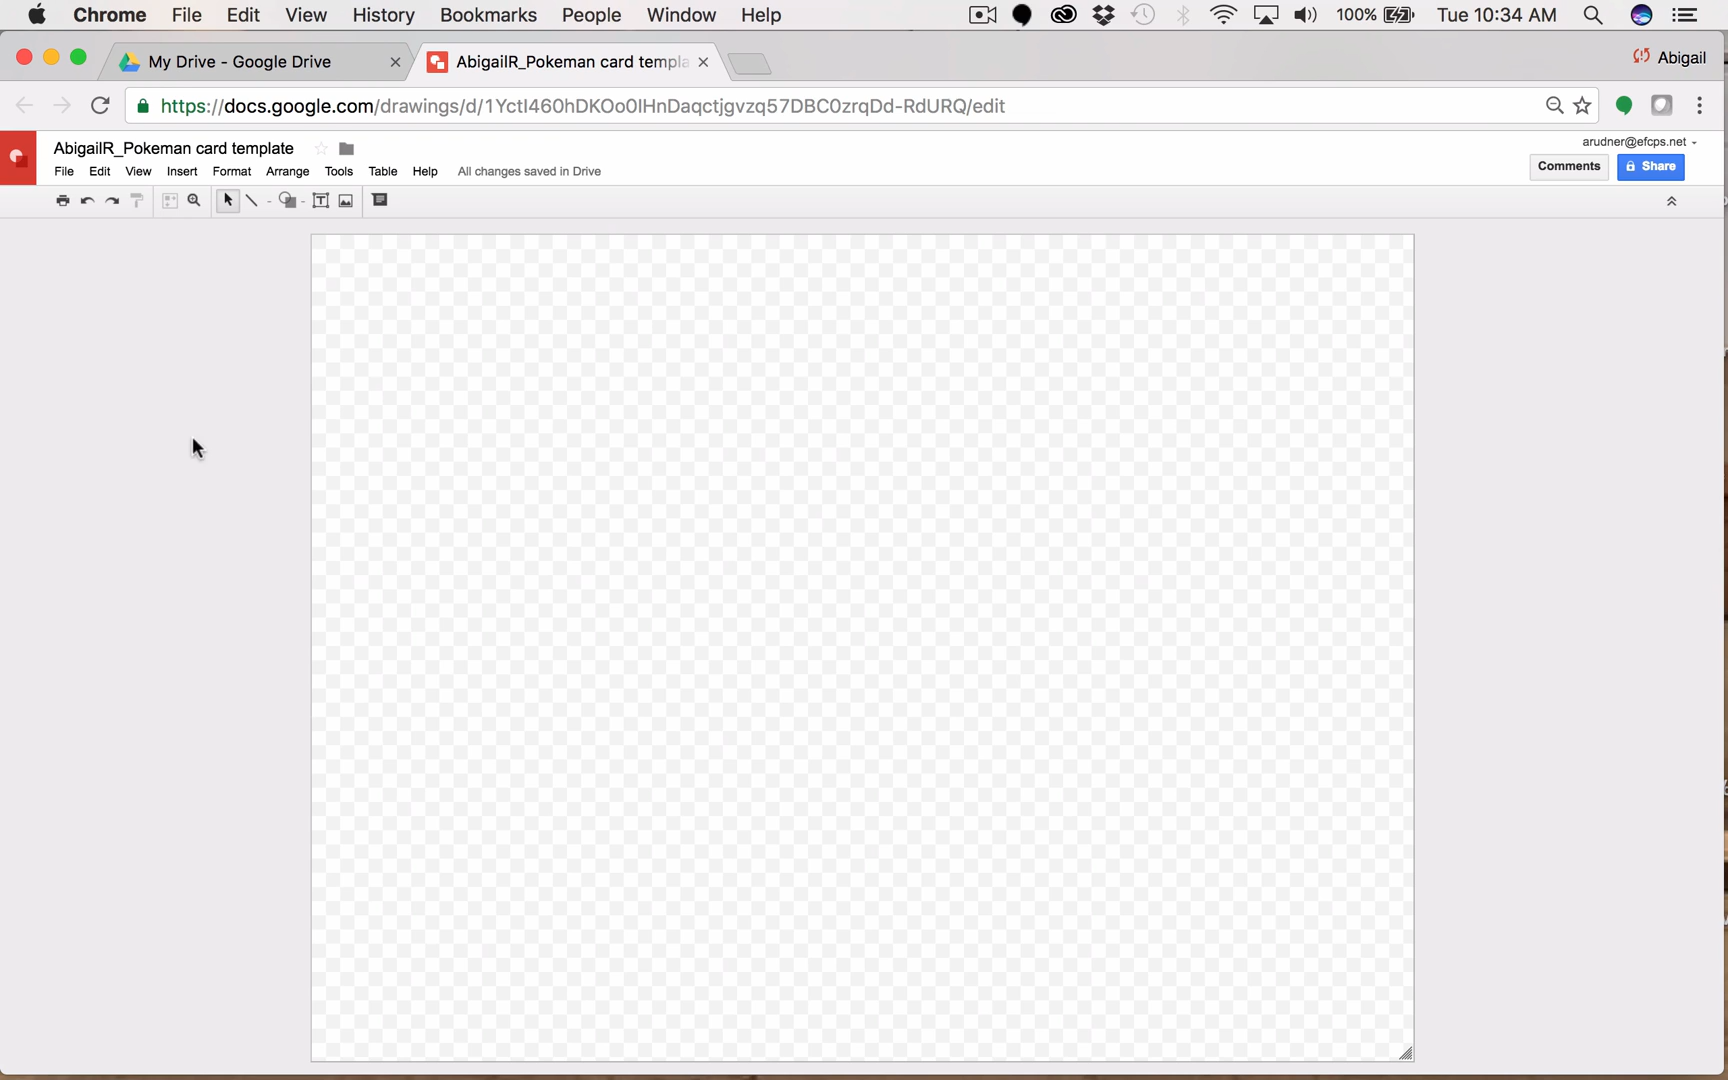 Chrome File Edit View History Bookmarks People Window Help 100% Tue 10:34 AM
My Drive - Google Drive AbigailR_Pokeman card templa Abigail
https://docs.google.com/drawings/d/1YctI460hDKOo0IHnDaqctjgvzq57DBC0zrqDd-RdURQ/edit
AbigailR_Pokeman card template arudner@efcps.net
File Edit View Insert Format Arrange Tools Table Help All changes saved in Drive Comments Share